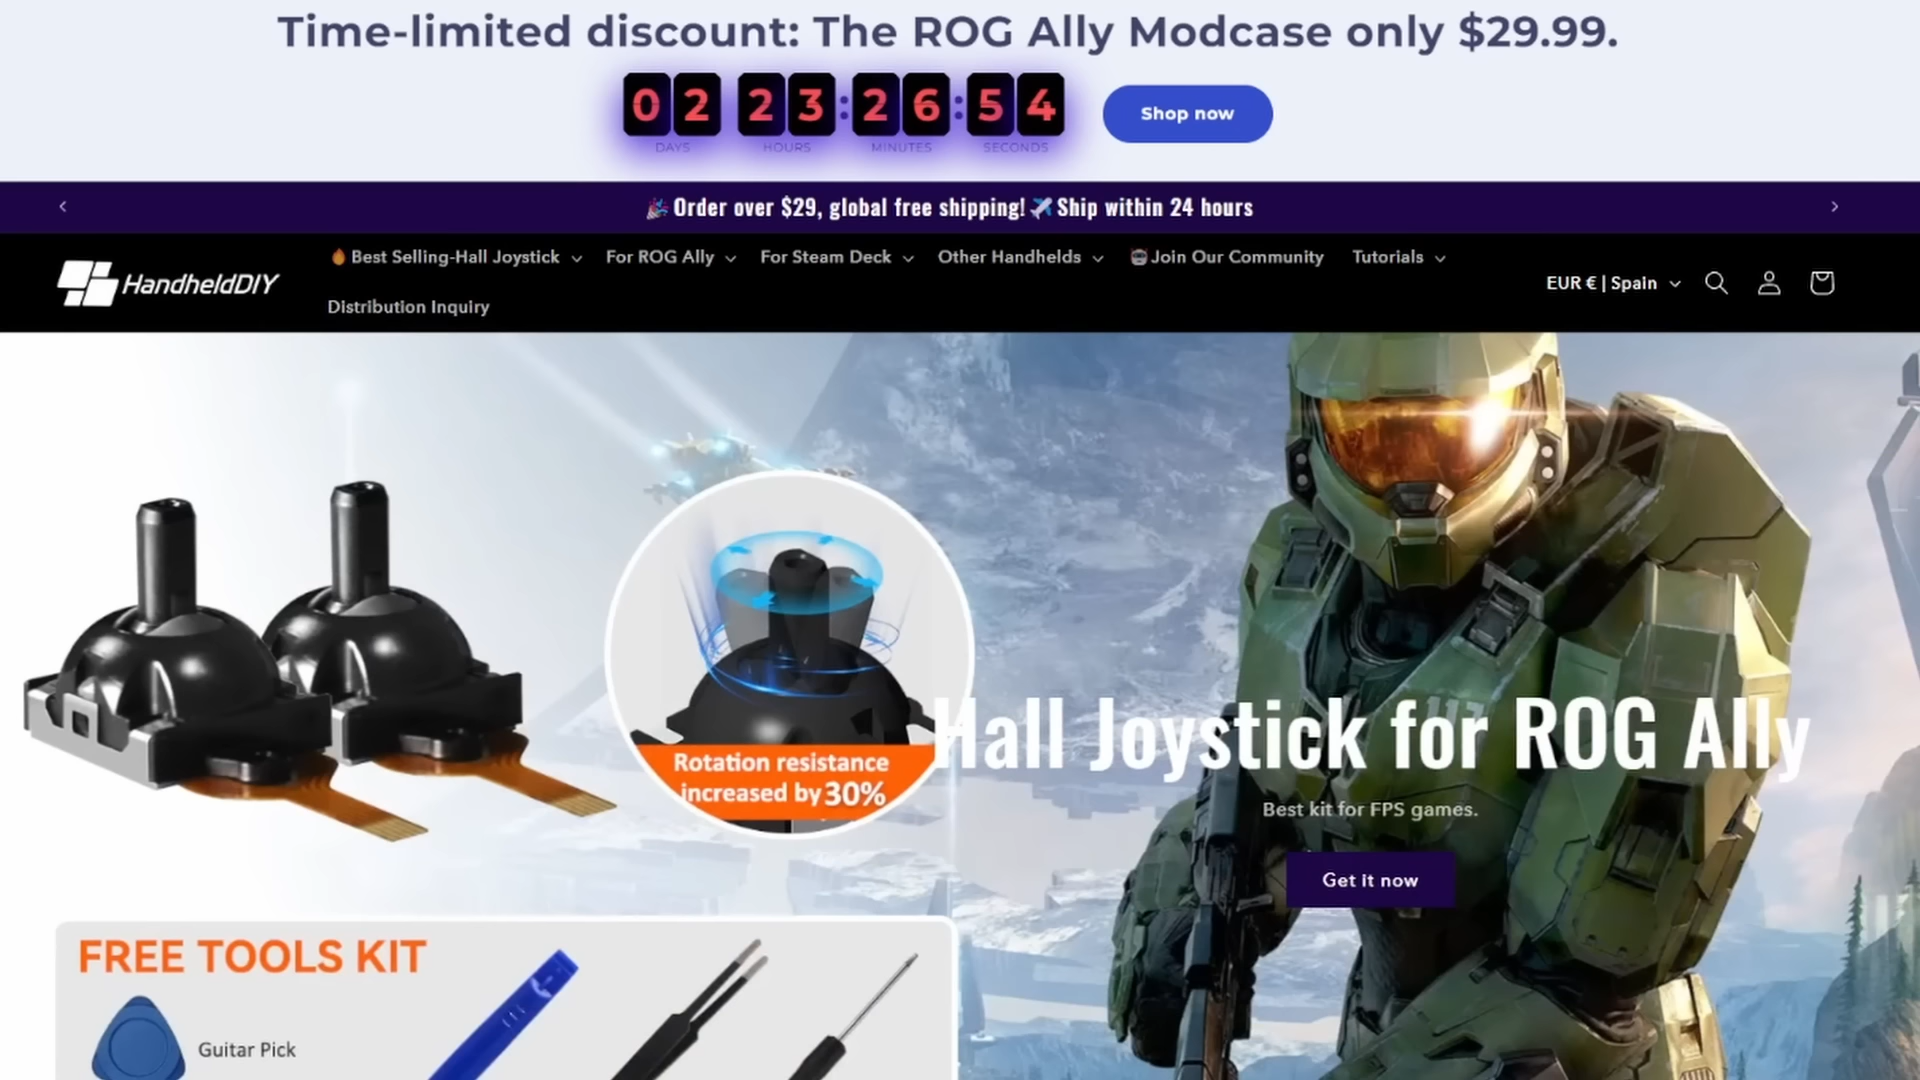 Time-limited discount: The ROG Ally Modcase only $29.99.
02 23:26:54
DAYS HOURS MINUTES SECONDS
Shop now
🎉Order over $29, global free shipping!✈️Ship within 24 hours
HandheldDIY
🔥Best Selling-Hall Joystick
For ROG Ally
For Steam Deck
Other Handhelds
Join Our Community
Tutorials
Distribution Inquiry
EUR € | Spain
Rotation resistance
increased by 30%
117
Hall Joystick for ROG Ally
Best kit for FPS games.
Get it now
FREE TOOLS KIT
Guitar Pick